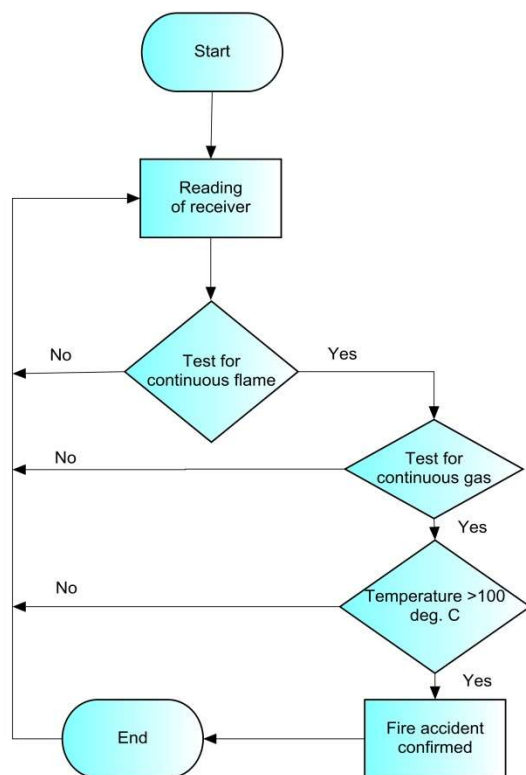 Start
Reading
of receiver
Test for
continuous flame
No
Yes
Test for
continuous gas
No
Yes
Temperature >100
deg. C
No
Yes
Fire accident
confirmed
End